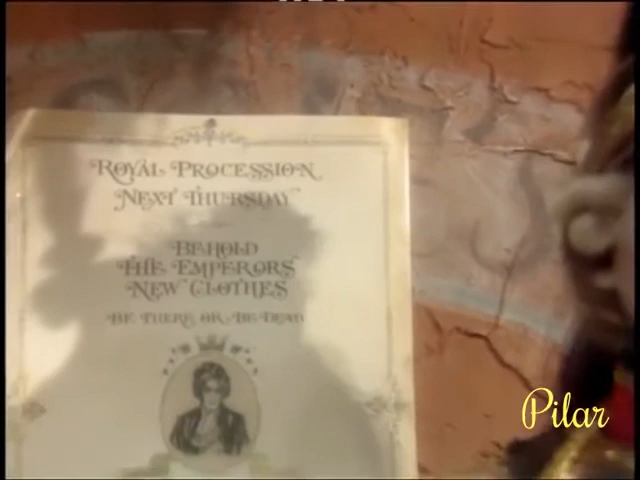 ROYAL PROCESSION
NEXT THURSDAY
BEHOLD
THE EMPERORS
NEW CLOTHES
BE THERE OR BE DEAD
Pilar